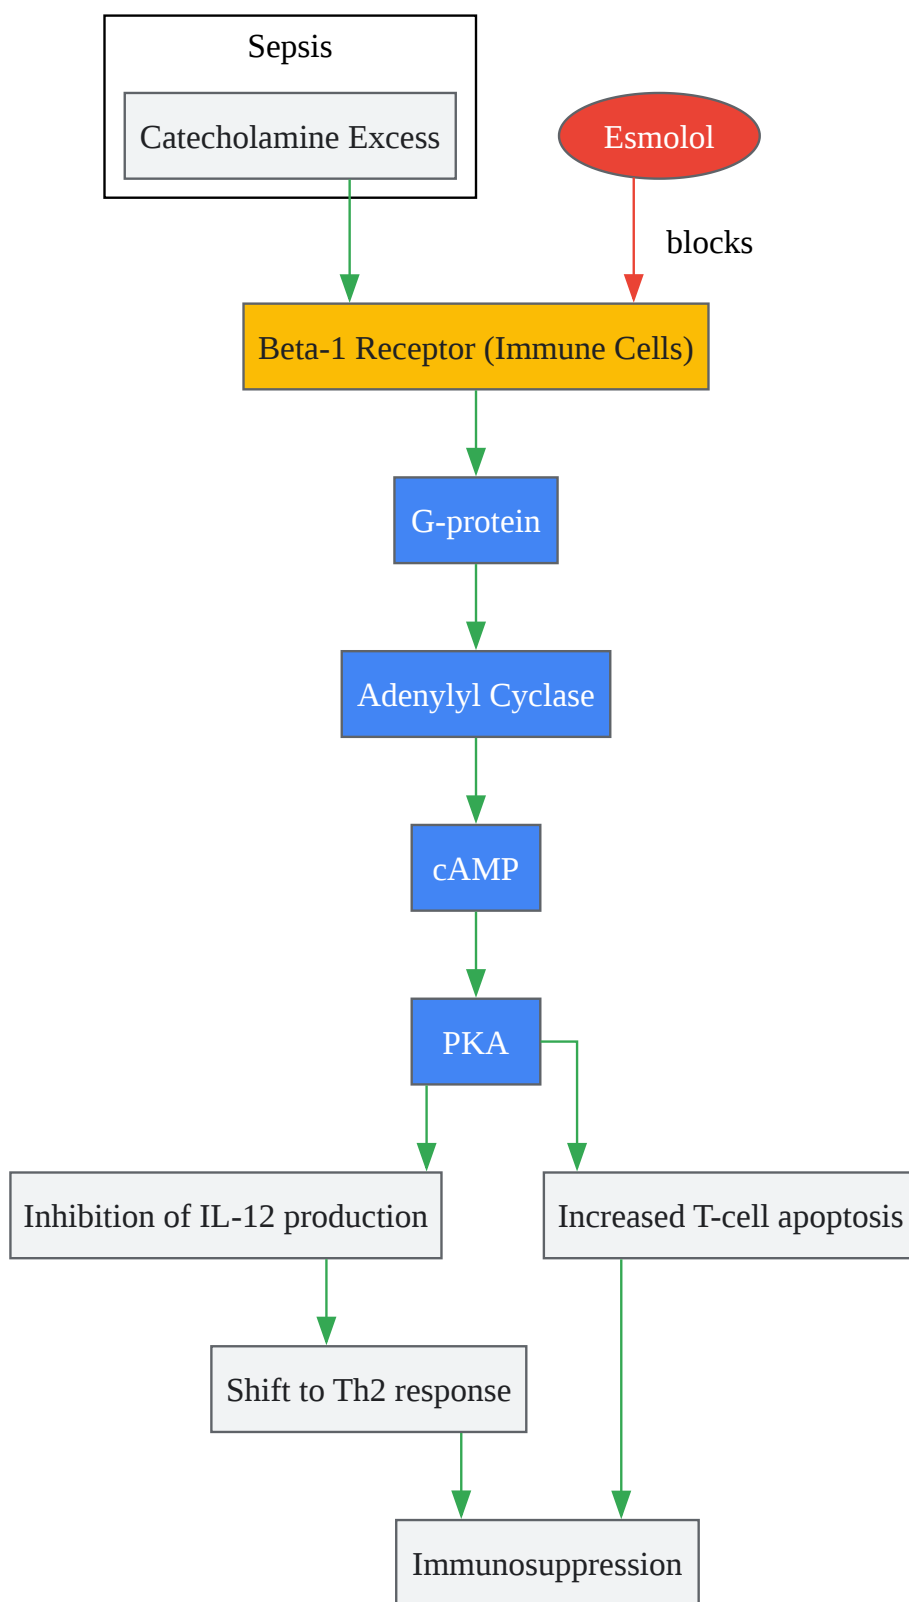 Sepsis
Catecholamine Excess
Esmolol
blocks
Beta-1 Receptor (Immune Cells)
G-protein
Adenylyl Cyclase
cAMP
PKA
Inhibition of IL-12 production
Increased T-cell apoptosis
Shift to Th2 response
Immunosuppression